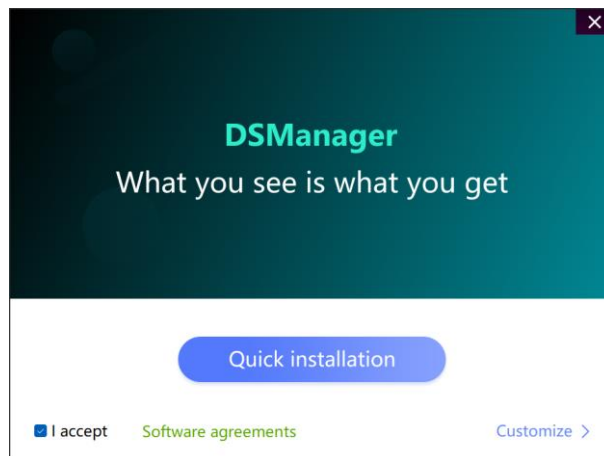 DSManager
What you see is what you get
Quick installation
I accept Software agreements Customize >